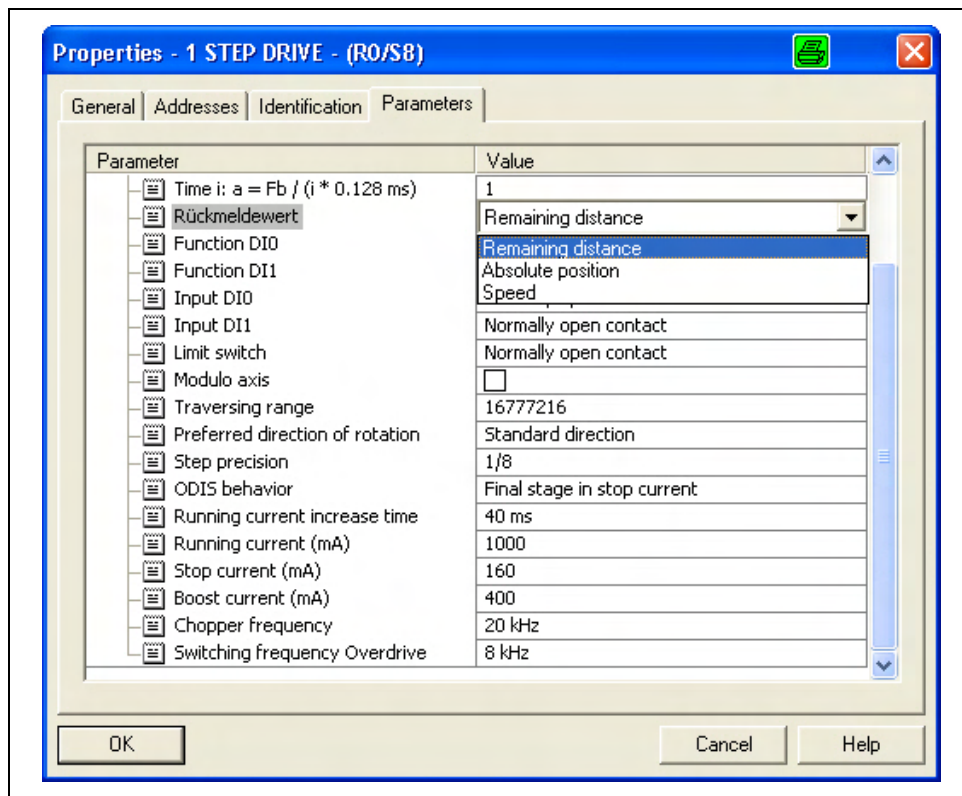 Properties - 1 STEP DRIVE - (R0/S8)
General Addresses Identification Parameters
Parameter Value
Time i: a = Fb / (i * 0.128 ms) 1
Rückmeldewert Remaining distance
Function DI0 Remaining distance
Function DI1 Absolute position
Input DI0 Speed
Input DI1 Normally open contact
Limit switch Normally open contact
Modulo axis
Traversing range 16777216
Preferred direction of rotation Standard direction
Step precision 1/8
ODIS behavior Final stage in stop current
Running current increase time 40 ms
Running current (mA) 1000
Stop current (mA) 160
Boost current (mA) 400
Chopper frequency 20 kHz
Switching frequency Overdrive 8 kHz
OK Cancel Help